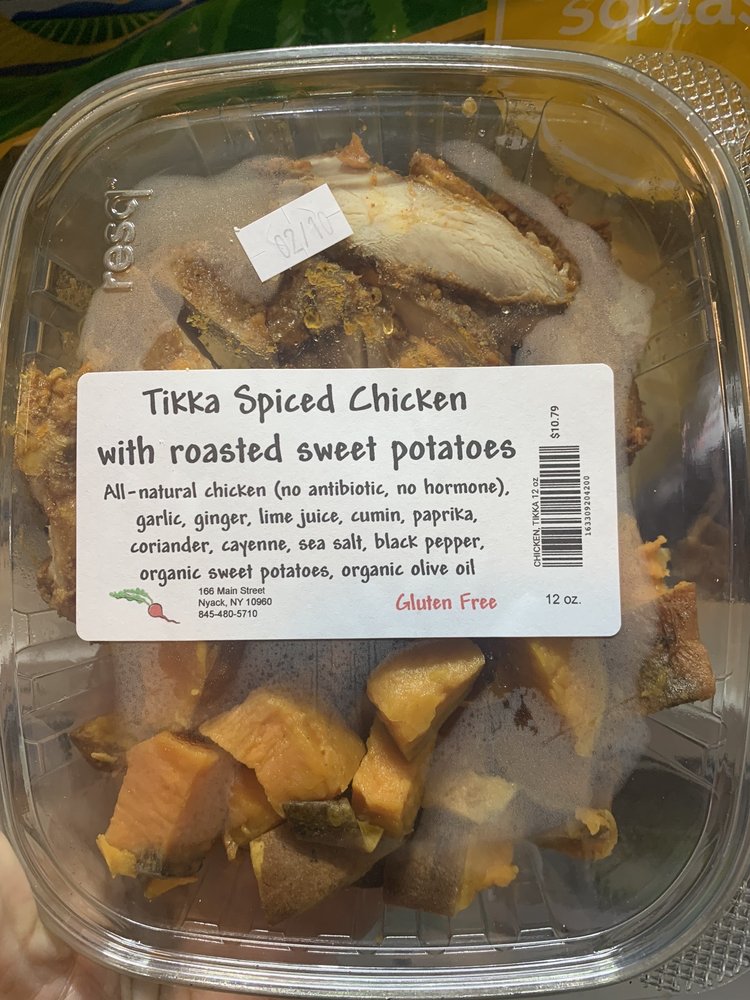 squas
resq
02/10
Tikka Spiced Chicken
with roasted sweet potatoes
All-natural chicken (no antibiotic, no hormone),
garlic, ginger, lime juice, cumin, paprika,
coriander, cayenne, sea salt, black pepper,
organic sweet potatoes, organic olive oil
166 Main Street
Nyack, NY 10960
845-480-5710
Gluten Free
12 oz.
$10.79
CHICKEN, TIKKA 12 oz
163309204200